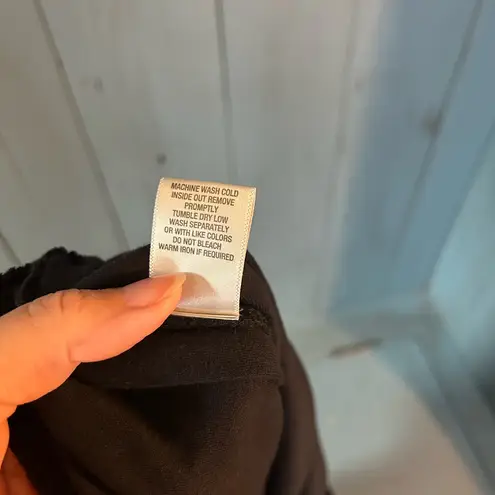 MACHINE WASH COLD
INSIDE OUT REMOVE
PROMPTLY
TUMBLE DRY LOW
WASH SEPARATELY
OR WITH LIKE COLORS
DO NOT BLEACH
WARM IRON IF REQUIRED